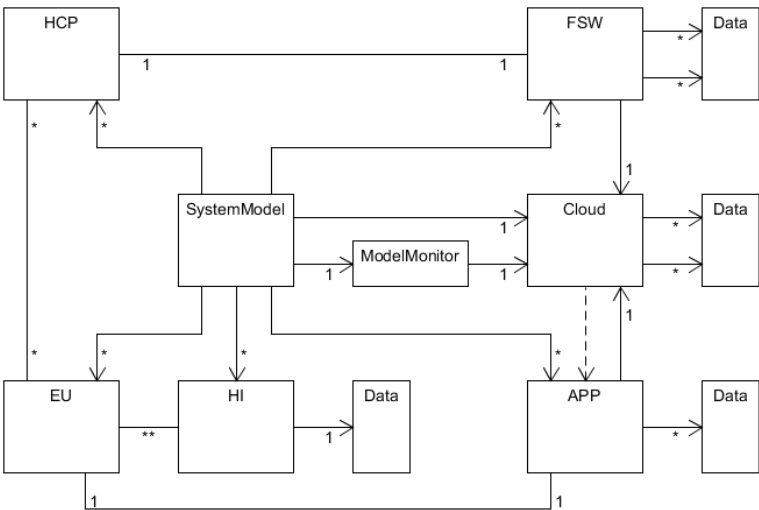 HCP
FSW
Data
1
1
*
*
*
*
*
1
SystemModel
Cloud
Data
1
*
ModelMonitor
1
1
*
1
*
*
*
*
EU
HI
Data
APP
Data
**
1
*
1
1